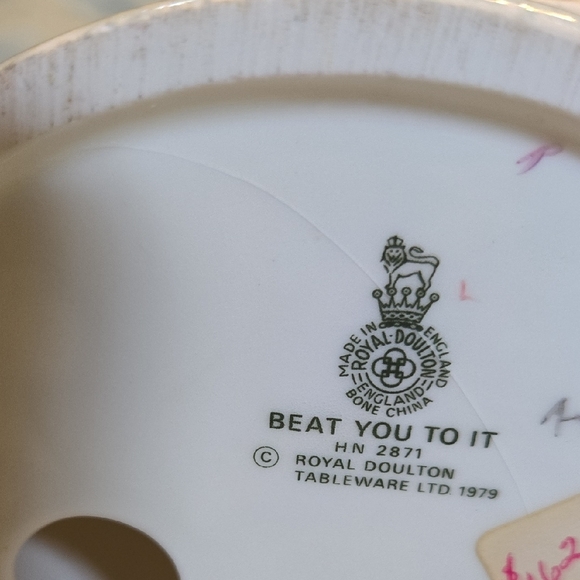 MADE IN ENGLAND
ROYAL·DOULTON
ENGLAND
BONE CHINA
BEAT YOU TO IT
HN 2871
© ROYAL DOULTON
TABLEWARE LTD 1979
L